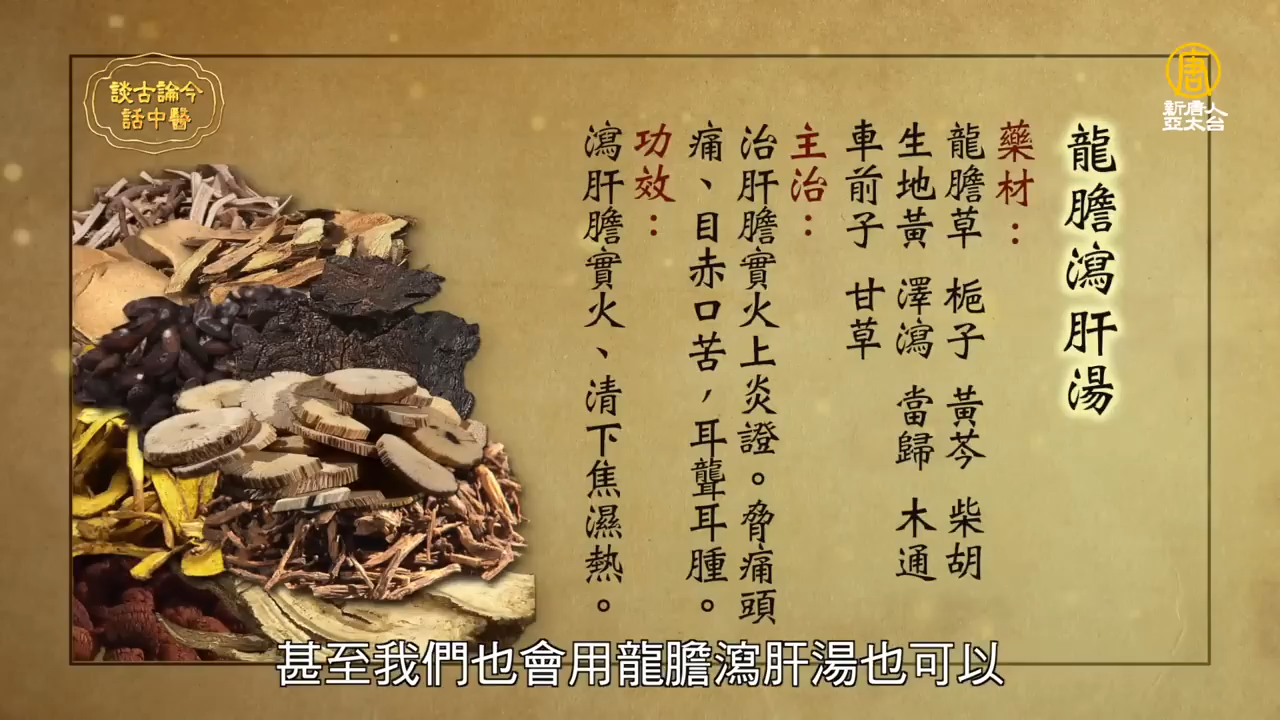 談古論今
話中醫
唐
新唐人
亞太台
龍膽瀉肝湯
藥材：
龍膽草 梔子 黃芩 柴胡
生地黃 澤瀉 當歸 木通
車前子 甘草
主治：
治肝膽實火上炎證。脅痛頭
痛、目赤口苦，耳聾耳腫。
功效：
瀉肝膽實火、清下焦濕熱。
甚至我們也會用龍膽瀉肝湯也可以